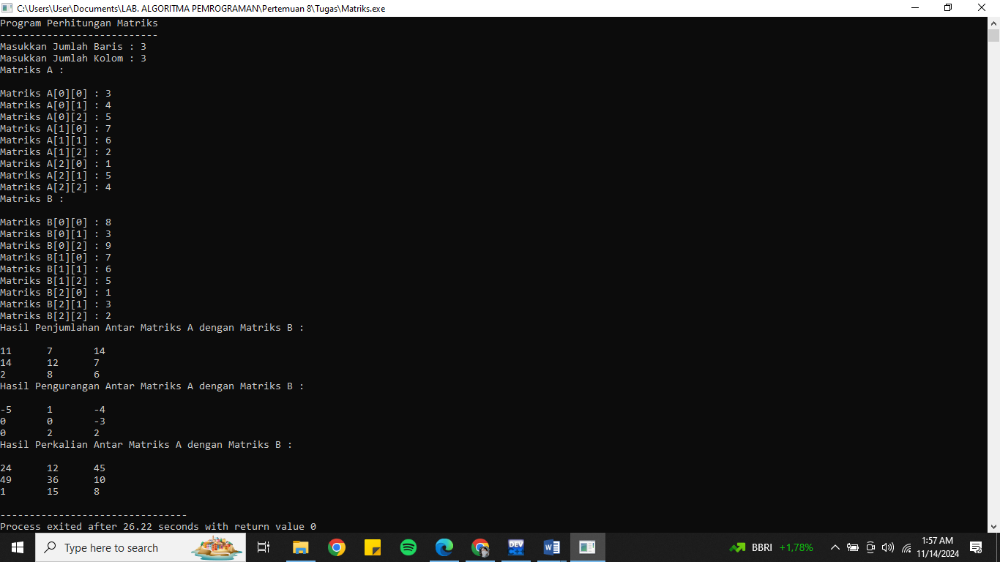 C:\Users\User\Documents\LAB. ALGORITMA PEMROGRAMAN\Pertemuan 8\Tugas\Matriks.exe
Program Perhitungan Matriks
---------------------------
Masukkan Jumlah Baris : 3
Masukkan Jumlah Kolom : 3
Matriks A :
Matriks A[0][0] : 3
Matriks A[0][1] : 4
Matriks A[0][2] : 5
Matriks A[1][0] : 7
Matriks A[1][1] : 6
Matriks A[1][2] : 2
Matriks A[2][0] : 1
Matriks A[2][1] : 5
Matriks A[2][2] : 4
Matriks B :
Matriks B[0][0] : 8
Matriks B[0][1] : 3
Matriks B[0][2] : 9
Matriks B[1][0] : 7
Matriks B[1][1] : 6
Matriks B[1][2] : 5
Matriks B[2][0] : 1
Matriks B[2][1] : 3
Matriks B[2][2] : 2
Hasil Penjumlahan Antar Matriks A dengan Matriks B :
11 7 14
14 12 7
2 8 6
Hasil Pengurangan Antar Matriks A dengan Matriks B :
-5 1 -4
0 0 -3
0 2 2
Hasil Perkalian Antar Matriks A dengan Matriks B :
24 12 45
49 36 10
1 15 8
--------------------------------
Process exited after 26.22 seconds with return value 0
Type here to search
DEV
BBRI +1,78%
1:57 AM
11/14/2024